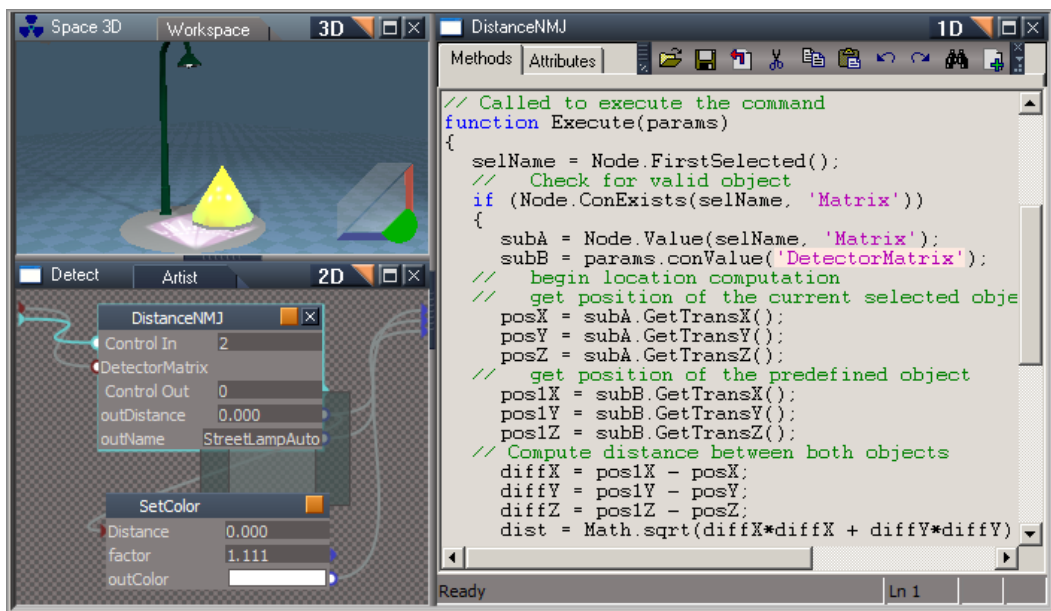 Space 3D Workspace 3D
DistanceNMJ 1D
Methods Attributes
// Called to execute the command
function Execute(params)
{
selName = Node.FirstSelected();
// Check for valid object
if (Node.ConExists(selName, 'Matrix'))
{
subA = Node.Value(selName, 'Matrix');
subB = params.conValue('DetectorMatrix');
// begin location computation
// get position of the current selected obje
posX = subA.GetTransX();
posY = subA.GetTransY();
posZ = subA.GetTransZ();
// get position of the predefined object
pos1X = subB.GetTransX();
pos1Y = subB.GetTransY();
pos1Z = subB.GetTransZ();
// Compute distance between both objects
diffX = pos1X - posX;
diffY = pos1Y - posY;
diffZ = pos1Z - posZ;
dist = Math.sqrt(diffX*diffX + diffY*diffY)
Ready Ln 1
Detect Artist 2D
DistanceNMJ
Control In 2
DetectorMatrix
Control Out 0
outDistance 0.000
outName StreetLampAuto
SetColor
Distance 0.000
factor 1.111
outColor